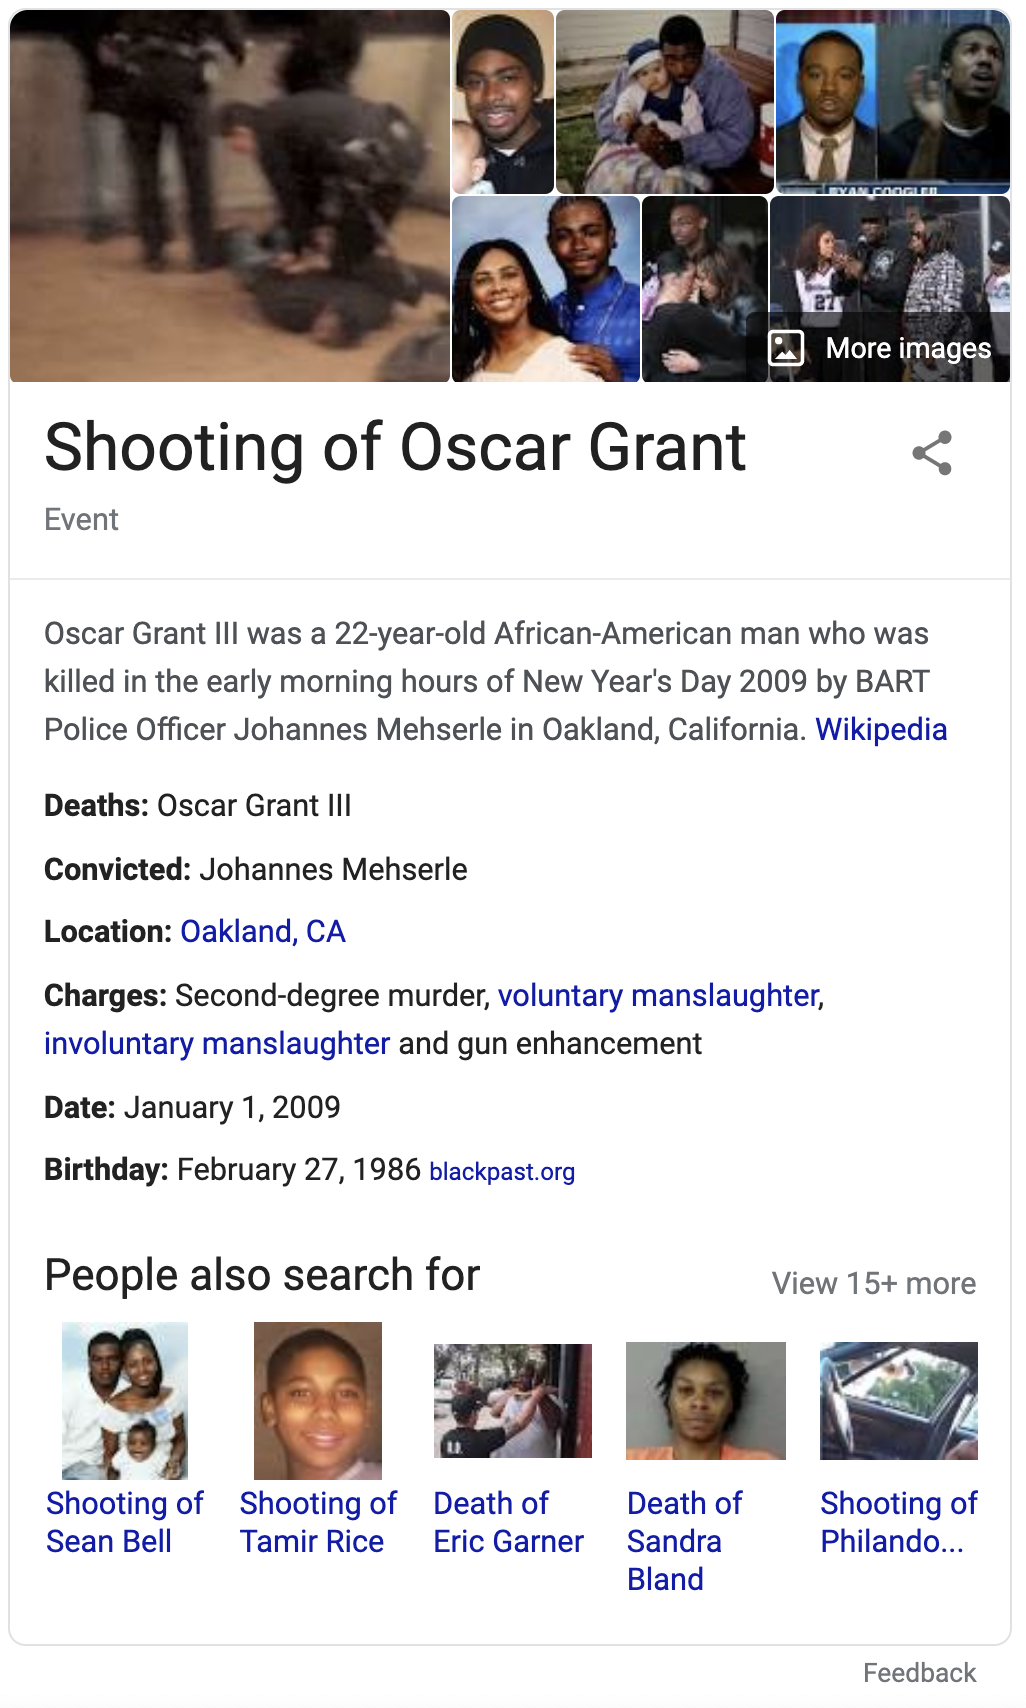 RYAN COOGLER
27
More images
Shooting of Oscar Grant
Event
Oscar Grant III was a 22-year-old African-American man who was
killed in the early morning hours of New Year's Day 2009 by BART
Police Officer Johannes Mehserle in Oakland, California. Wikipedia
Deaths: Oscar Grant III
Convicted: Johannes Mehserle
Location: Oakland, CA
Charges: Second-degree murder, voluntary manslaughter,
involuntary manslaughter and gun enhancement
Date: January 1, 2009
Birthday: February 27, 1986 blackpast.org
People also search for
View 15+ more
Shooting of
Sean Bell
Shooting of
Tamir Rice
Death of
Eric Garner
Death of
Sandra
Bland
Shooting of
Philando...
Feedback